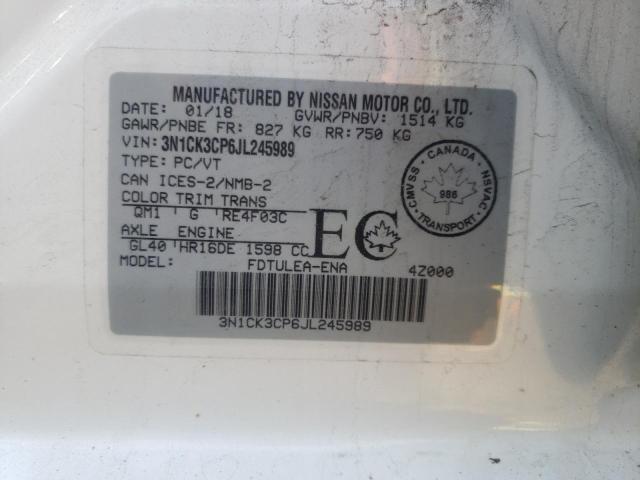 MANUFACTURED BY NISSAN MOTOR CO., LTD.
DATE: 01/18 GVWR/PNBV: 1514 KG
GAWR/PNBE FR: 827 KG RR: 750 KG
VIN: 3N1CK3CP6JL245989
TYPE: PC/VT
CAN ICES-2/NMB-2
COLOR TRIM TRANS
QM1 G RE4F03C
AXLE ENGINE
GL40 HR16DE 1598 CC
MODEL: FDTULEA-ENA 4Z000
EC
CANADA
CMVSS NSVAC
986
TRANSPORT
3N1CK3CP6JL245989